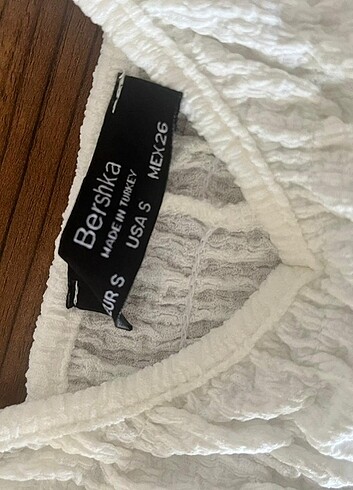 Bershka
MADE IN TURKEY
EUR S USA S MEX 26